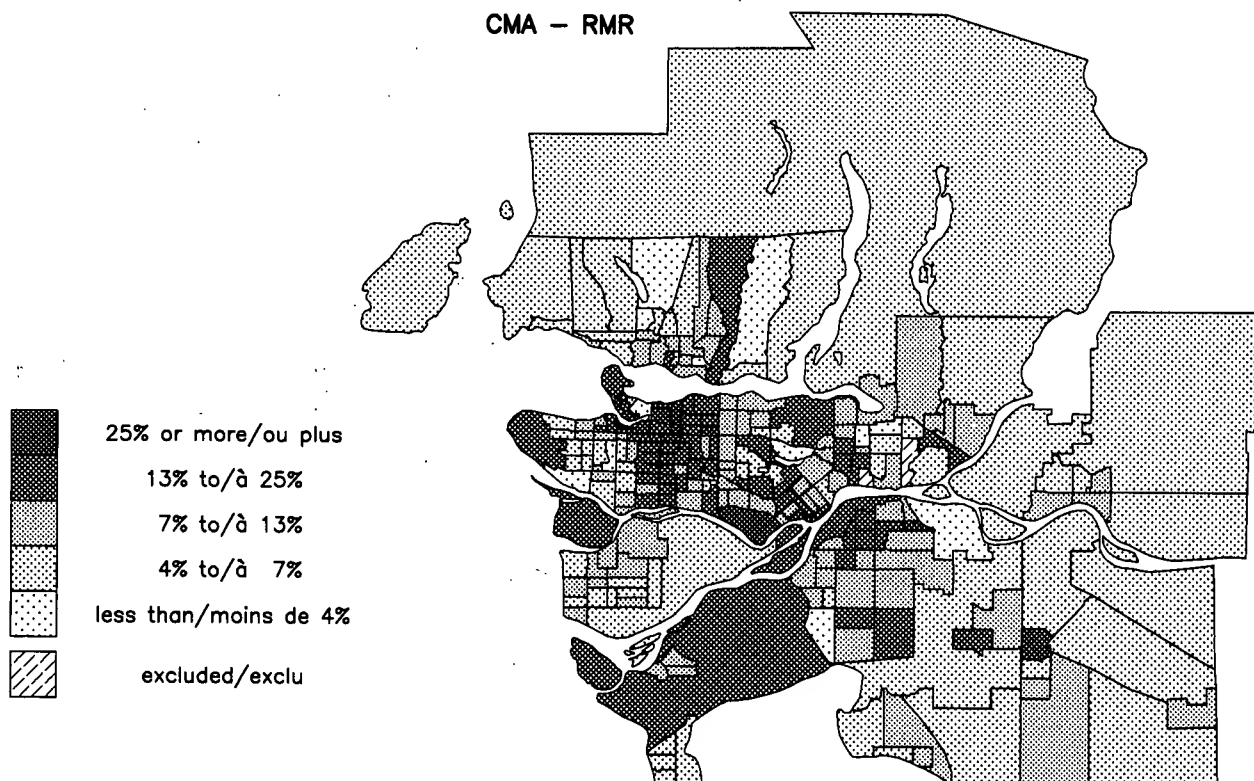 CMA – RMR
25% or more/ou plus
13% to/à 25%
7% to/à 13%
4% to/à 7%
less than/moins de 4%
excluded/exclu